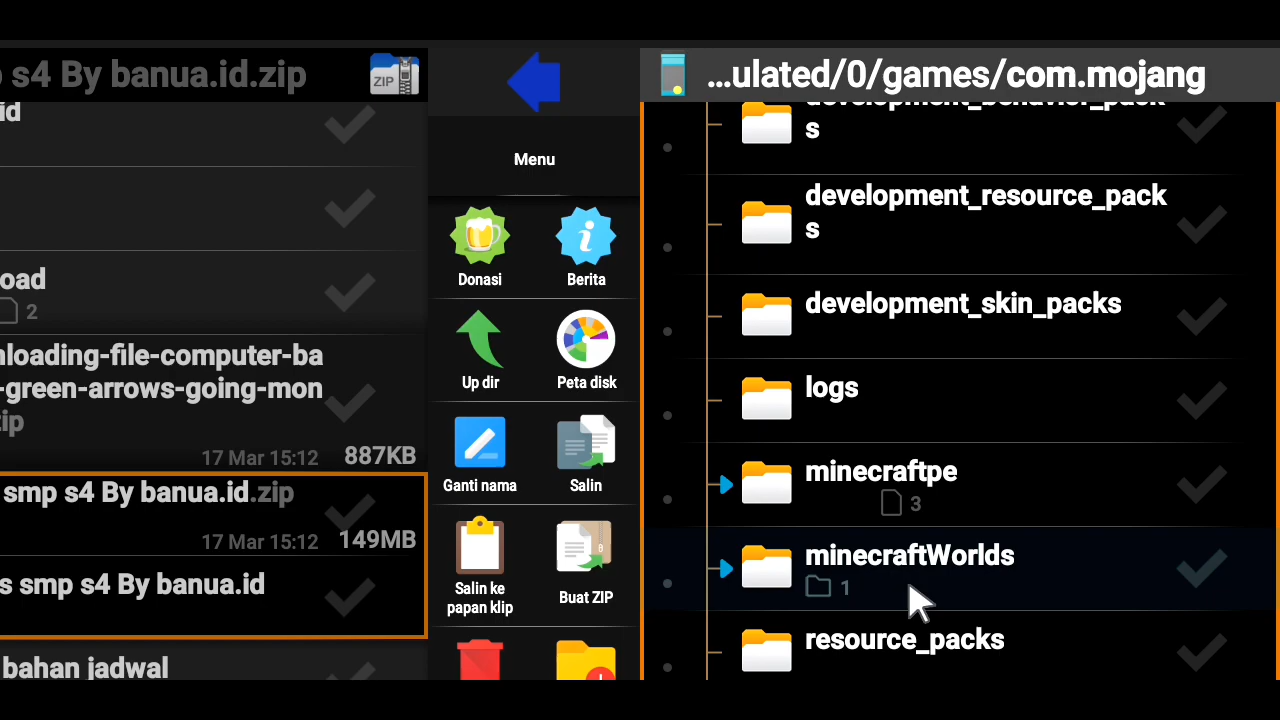 s4 By banua.id.zip
id
oad
2
nloading-file-computer-ba
-green-arrows-going-mon
zip
17 Mar 15:12 887KB
smp s4 By banua.id.zip
17 Mar 15:12 149MB
s smp s4 By banua.id
bahan jadwal
Menu
Donasi Berita
Up dir Peta disk
Ganti nama Salin
Salin ke
papan klip
Buat ZIP
ZIP
...ulated/0/games/com.mojang
development_behavior_pack
s
development_resource_pack
s
development_skin_packs
logs
minecraftpe
3
minecraftWorlds
1
resource_packs